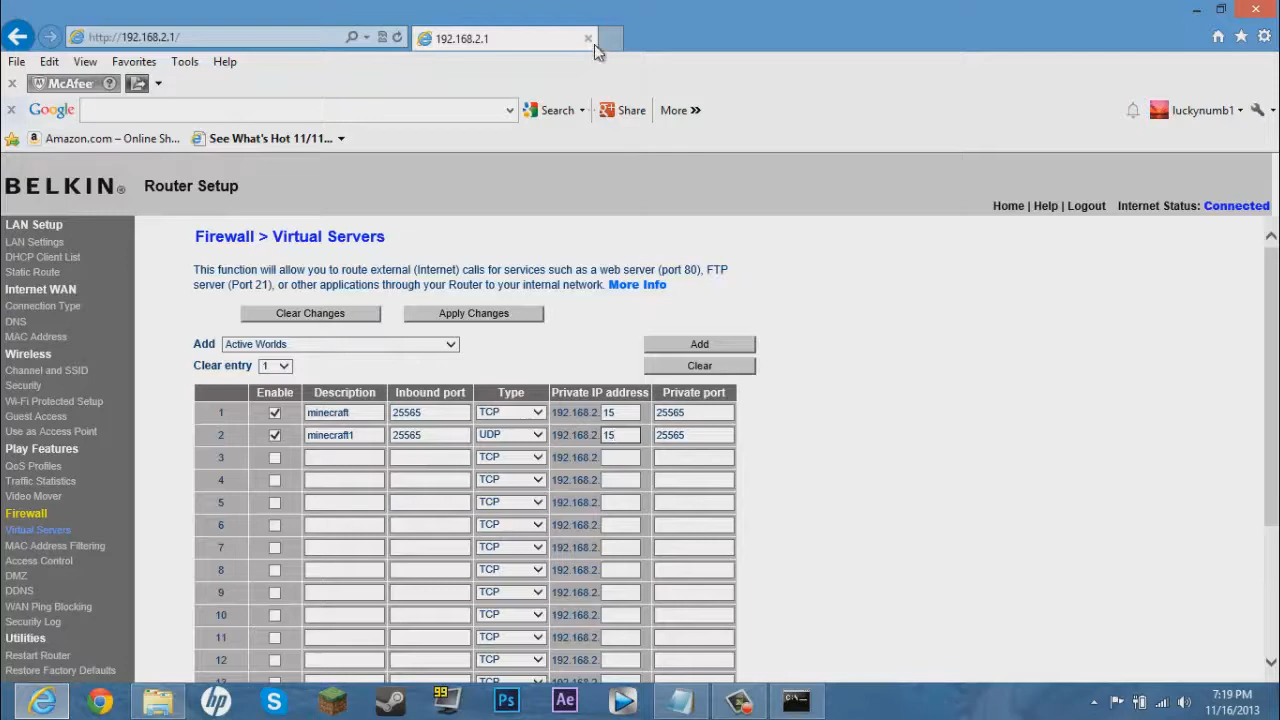 http://192.168.2.1/
192.168.2.1
File Edit View Favorites Tools Help
McAfee
Google Search Share More » luckynumb1
Amazon.com – Online Sh... See What's Hot 11/11...
BELKIN® Router Setup
Home | Help | Logout Internet Status: Connected
LAN Setup
LAN Settings
DHCP Client List
Static Route
Internet WAN
Connection Type
DNS
MAC Address
Wireless
Channel and SSID
Security
Wi-Fi Protected Setup
Guest Access
Use as Access Point
Play Features
QoS Profiles
Traffic Statistics
Video Mover
Firewall
Virtual Servers
MAC Address Filtering
Access Control
DMZ
DDNS
WAN Ping Blocking
Security Log
Utilities
Restart Router
Restore Factory Defaults
Firewall > Virtual Servers
This function will allow you to route external (Internet) calls for services such as a web server (port 80), FTP
server (Port 21), or other applications through your Router to your internal network. More Info
Clear Changes Apply Changes
Add Active Worlds Add
Clear entry 1 Clear
Enable Description Inbound port Type Private IP address Private port
1 minecraft 25565 TCP 192.168.2. 15 25565
2 minecraft1 25565 UDP 192.168.2. 15 25565
3 TCP 192.168.2.
4 TCP 192.168.2.
5 TCP 192.168.2.
6 TCP 192.168.2.
7 TCP 192.168.2.
8 TCP 192.168.2.
9 TCP 192.168.2.
10 TCP 192.168.2.
11 TCP 192.168.2.
12 TCP 192.168.2.
99 Ps Ae
7:19 PM
11/16/2013